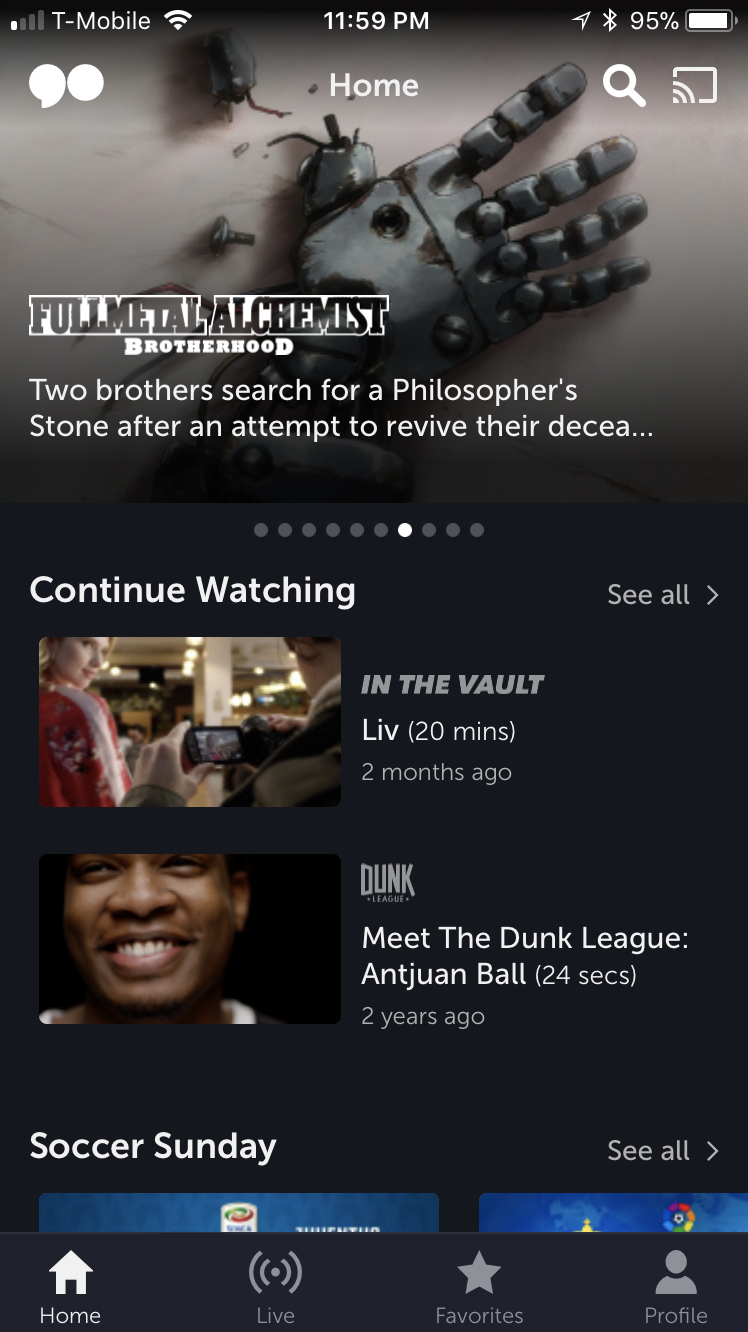 T-Mobile 11:59 PM 95%
Home
FULLMETAL ALCHEMIST
BROTHERHOOD
Two brothers search for a Philosopher's
Stone after an attempt to revive their decea...
Continue Watching
See all
IN THE VAULT
Liv (20 mins)
2 months ago
DUNK
LEAGUE
Meet The Dunk League:
Antjuan Ball (24 secs)
2 years ago
Soccer Sunday
See all
JUVENTUS
Home
Live
Favorites
Profile